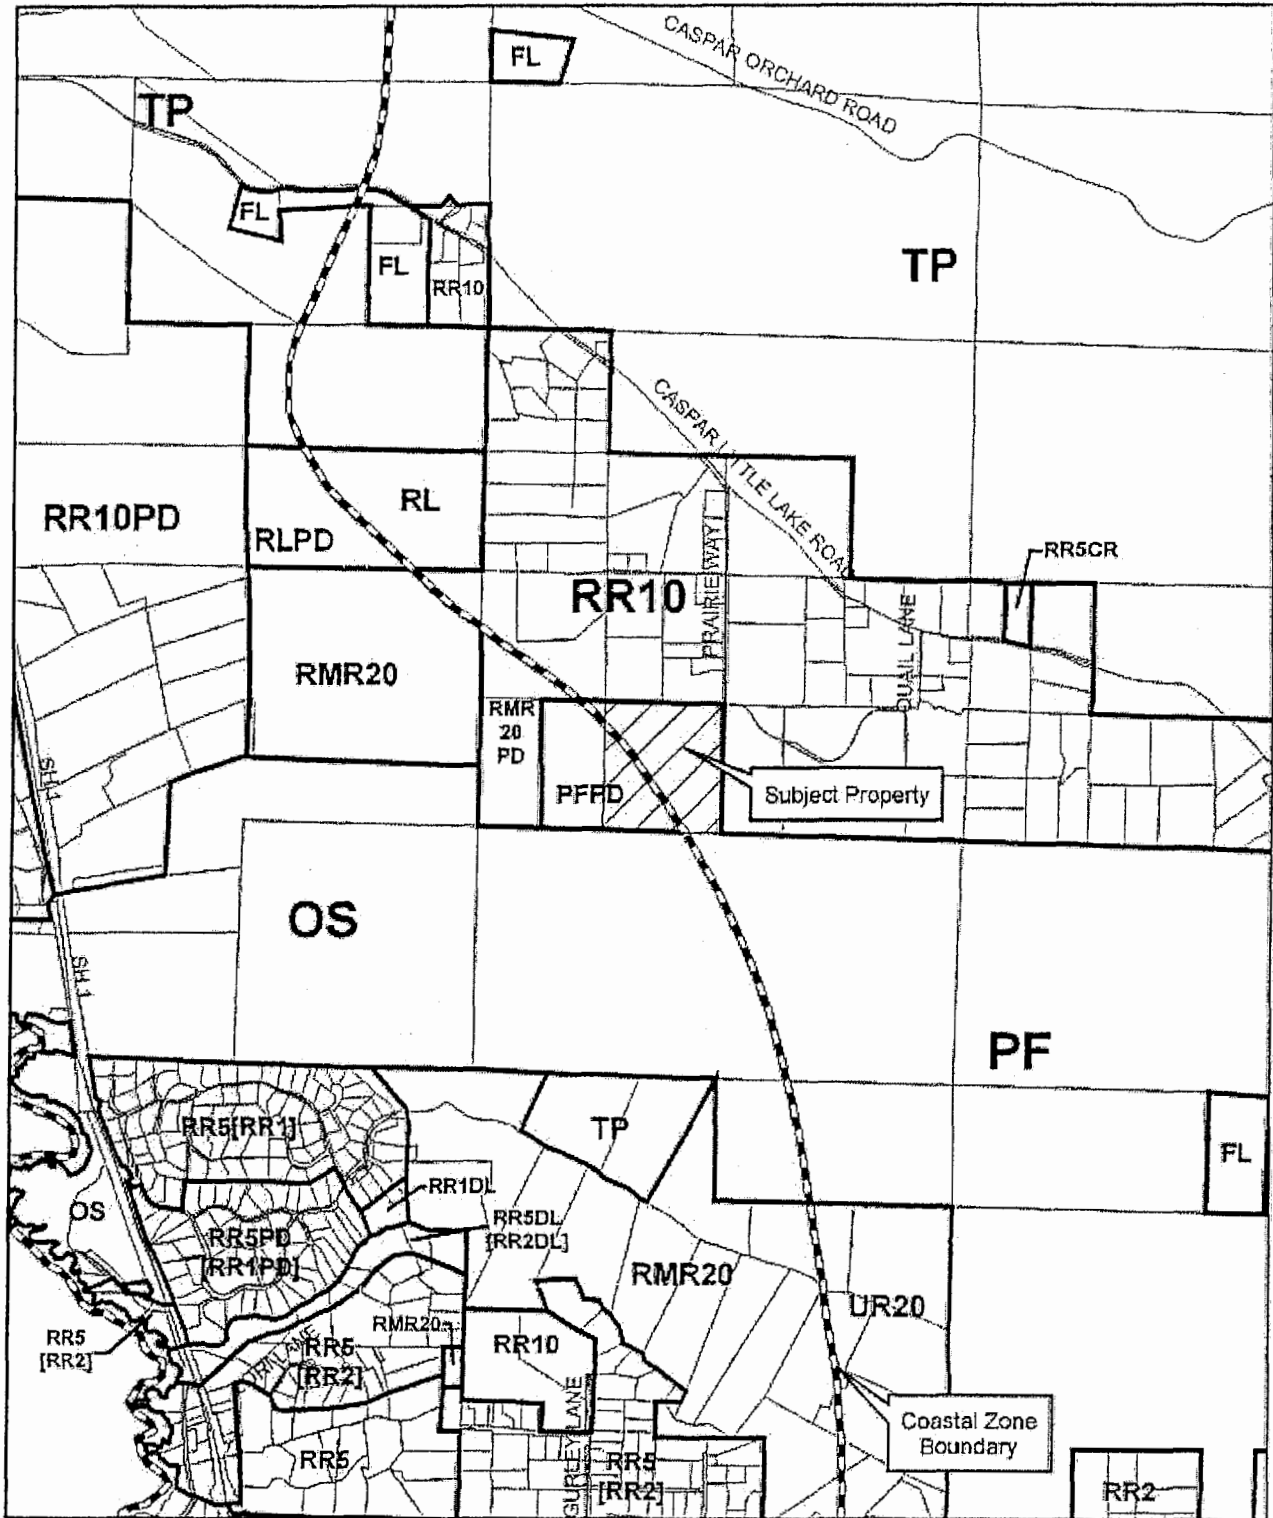 CASPAR ORCHARD ROAD
FL
TP
FL
FL
RR10
TP
CASPAR LITTLE LAKE ROAD
RR10PD
RL
RLPD
RR5CR
RR10
PRAIRIE WAY
QUAIL LANE
RMR20
RMR
20
PD
PFPD
Subject Property
SH 1
OS
SH 1
PF
RR5[RR1]
TP
FL
RR1DL
OS
RR5DL
[RR2DL]
RR5PD
[RR1PD]
RMR20
UR20
RR5
[RR2]
RMR20
RR5
[RR2]
RR10
GURLEY LANE
Coastal Zone
Boundary
RR5
RR5
[RR2]
RR2